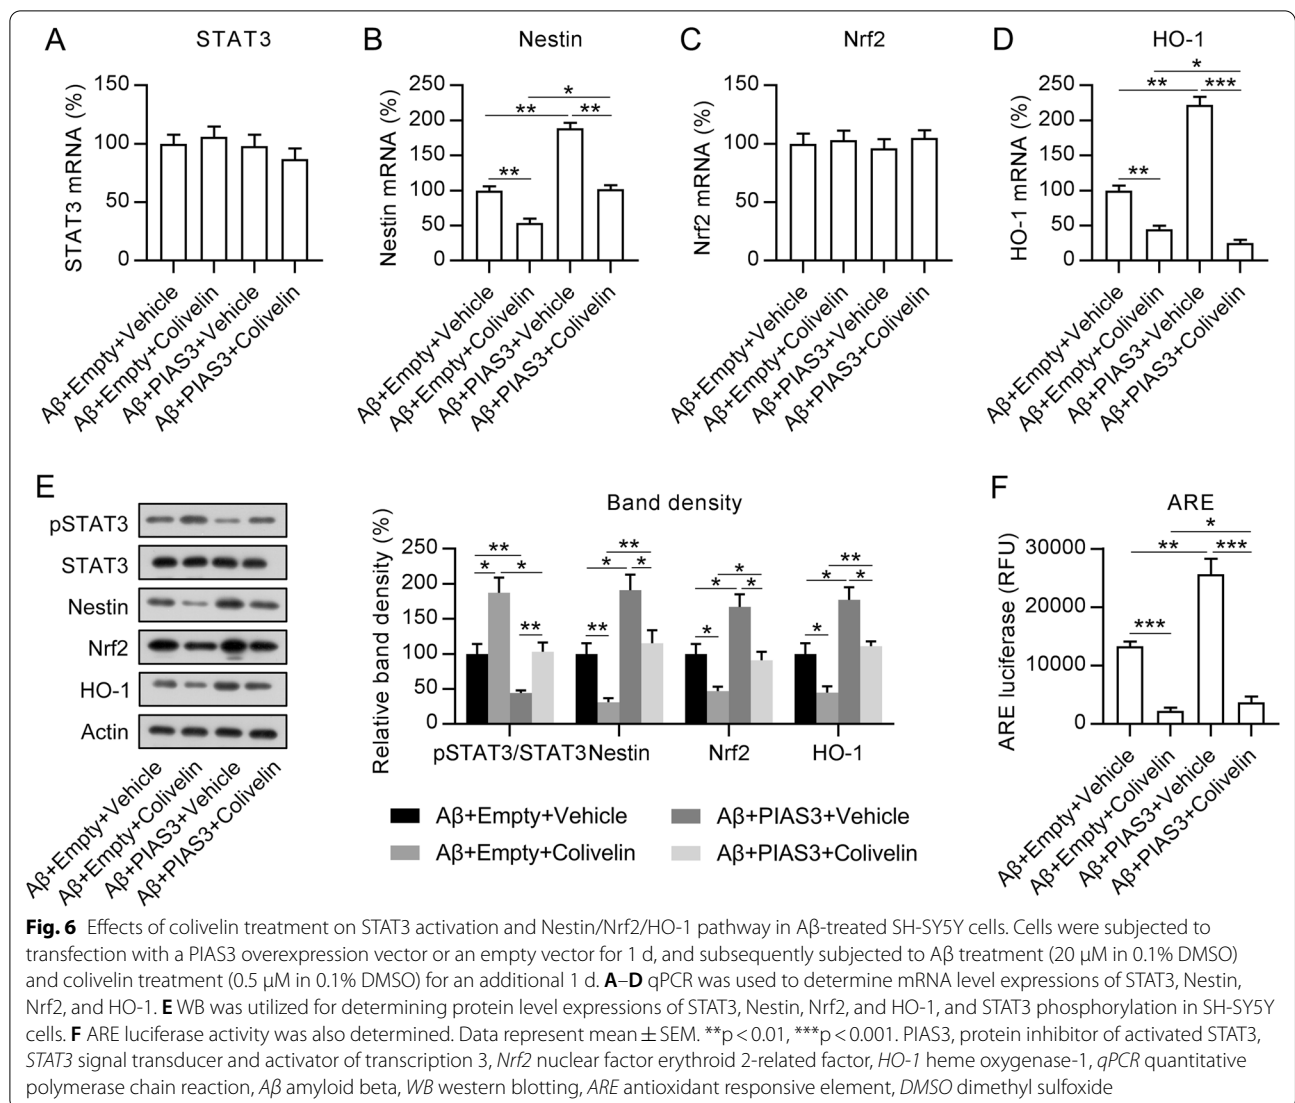 A STAT3
STAT3 mRNA (%)
150
100
50
0
Aβ+Empty+Vehicle
Aβ+Empty+Colivelin
Aβ+PIAS3+Vehicle
Aβ+PIAS3+Colivelin
B Nestin
Nestin mRNA (%)
250
200
150
100
50
0
*
** **
**
Aβ+Empty+Vehicle
Aβ+Empty+Colivelin
Aβ+PIAS3+Vehicle
Aβ+PIAS3+Colivelin
C Nrf2
Nrf2 mRNA (%)
150
100
50
0
Aβ+Empty+Vehicle
Aβ+Empty+Colivelin
Aβ+PIAS3+Vehicle
Aβ+PIAS3+Colivelin
D HO-1
HO-1 mRNA (%)
250
200
150
100
50
0
*
** ***
**
Aβ+Empty+Vehicle
Aβ+Empty+Colivelin
Aβ+PIAS3+Vehicle
Aβ+PIAS3+Colivelin
E
pSTAT3
STAT3
Nestin
Nrf2
HO-1
Actin
Aβ+Empty+Vehicle
Aβ+Empty+Colivelin
Aβ+PIAS3+Vehicle
Aβ+PIAS3+Colivelin
Band density
Relative band density (%)
250
200
150
100
50
0
**
* *
**
**
* *
**
*
* *
*
**
* *
*
pSTAT3/STAT3 Nestin Nrf2 HO-1
Aβ+Empty+Vehicle Aβ+PIAS3+Vehicle
Aβ+Empty+Colivelin Aβ+PIAS3+Colivelin
F ARE
ARE luciferase (RFU)
30000
20000
10000
0
*
** ***
***
Aβ+Empty+Vehicle
Aβ+Empty+Colivelin
Aβ+PIAS3+Vehicle
Aβ+PIAS3+Colivelin
Fig. 6 Effects of colivelin treatment on STAT3 activation and Nestin/Nrf2/HO-1 pathway in Aβ-treated SH-SY5Y cells. Cells were subjected to
transfection with a PIAS3 overexpression vector or an empty vector for 1 d, and subsequently subjected to Aβ treatment (20 μM in 0.1% DMSO)
and colivelin treatment (0.5 μM in 0.1% DMSO) for an additional 1 d. A–D qPCR was used to determine mRNA level expressions of STAT3, Nestin,
Nrf2, and HO-1. E WB was utilized for determining protein level expressions of STAT3, Nestin, Nrf2, and HO-1, and STAT3 phosphorylation in SH-SY5Y
cells. F ARE luciferase activity was also determined. Data represent mean ± SEM. **p < 0.01, ***p < 0.001. PIAS3, protein inhibitor of activated STAT3,
STAT3 signal transducer and activator of transcription 3, Nrf2 nuclear factor erythroid 2-related factor, HO-1 heme oxygenase-1, qPCR quantitative
polymerase chain reaction, Aβ amyloid beta, WB western blotting, ARE antioxidant responsive element, DMSO dimethyl sulfoxide